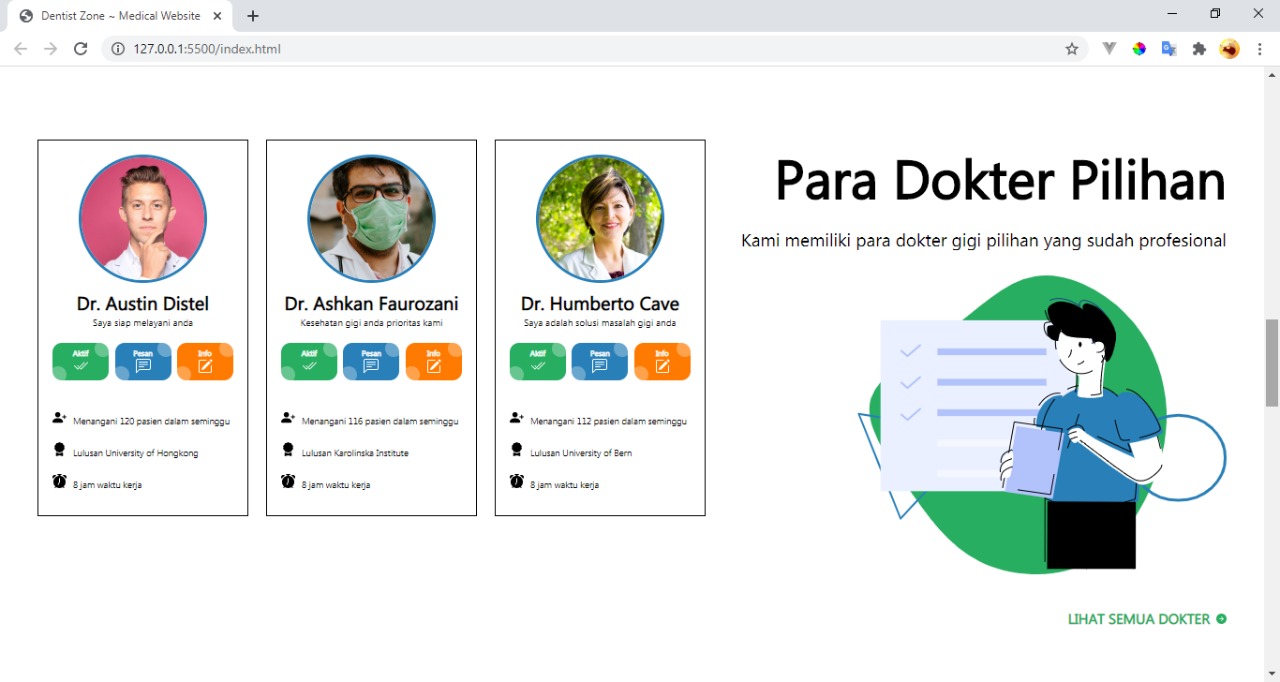 Dentist Zone ~ Medical Website
127.0.0.1:5500/index.html
Dr. Austin Distel
Saya siap melayani anda
Aktif
Pesan
Info
Menangani 120 pasien dalam seminggu
Lulusan University of Hongkong
8 jam waktu kerja
Dr. Ashkan Faurozani
Kesehatan gigi anda prioritas kami
Aktif
Pesan
Info
Menangani 116 pasien dalam seminggu
Lulusan Karolinska Institute
8 jam waktu kerja
Dr. Humberto Cave
Saya adalah solusi masalah gigi anda
Aktif
Pesan
Info
Menangani 112 pasien dalam seminggu
Lulusan University of Bern
8 jam waktu kerja
Para Dokter Pilihan
Kami memiliki para dokter gigi pilihan yang sudah profesional
LIHAT SEMUA DOKTER